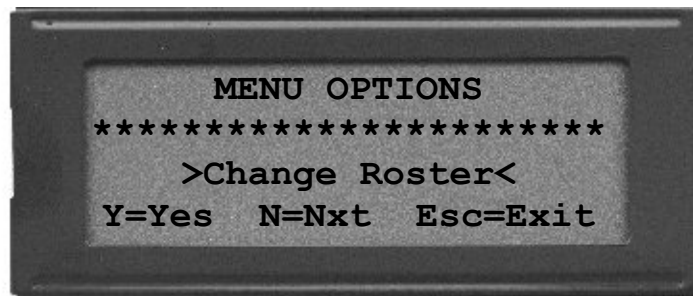 MENU OPTIONS
***********************
>Change Roster<
Y=Yes N=Nxt Esc=Exit